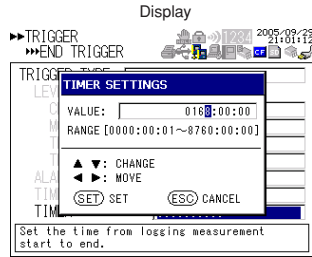 Display
▶▶TRIGGER
1234
2005/09/29
▶▶▶END TRIGGER
CF
21:01:12
TRIGGER TYPE
TIMER SETTINGS
VALUE: 0168:00:00
RANGE [0000:00:01～8760:00:00]
▲ ▼: CHANGE
◀ ▶: MOVE
SET SET ESC CANCEL
Set the time from logging measurement
start to end.